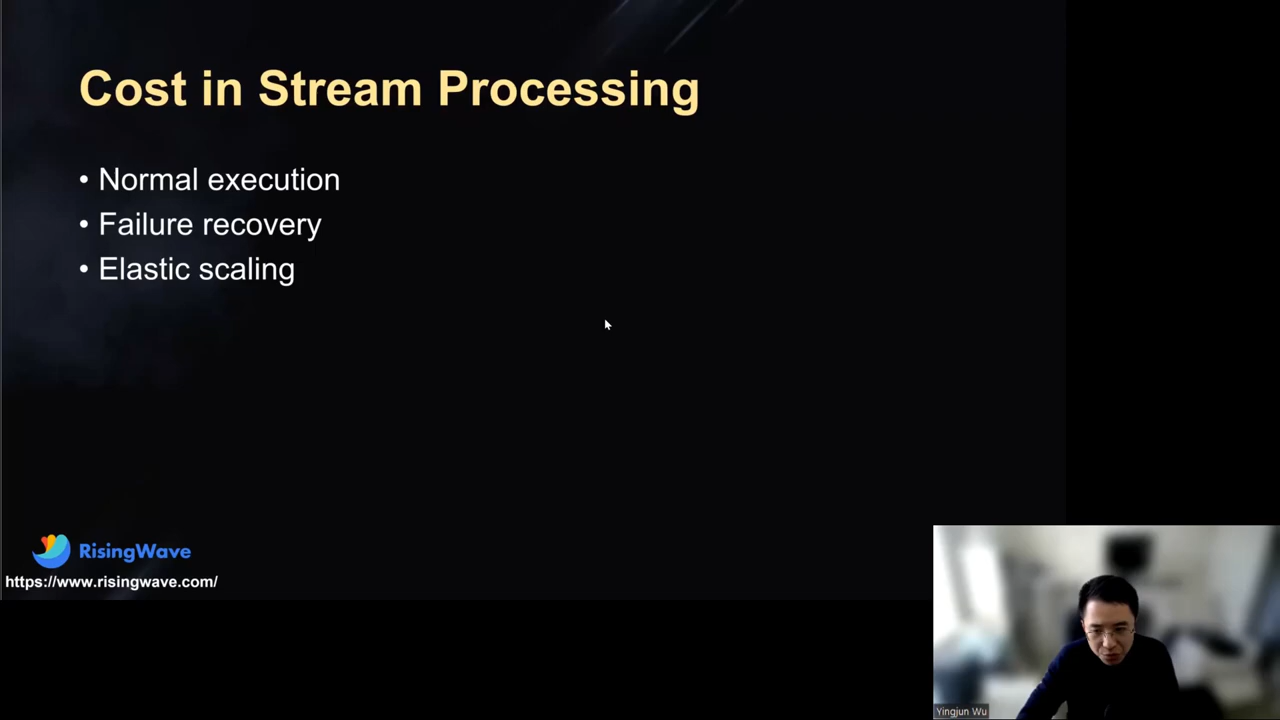 Cost in Stream Processing
• Normal execution
• Failure recovery
• Elastic scaling
RisingWave
https://www.risingwave.com/
Yingjun Wu